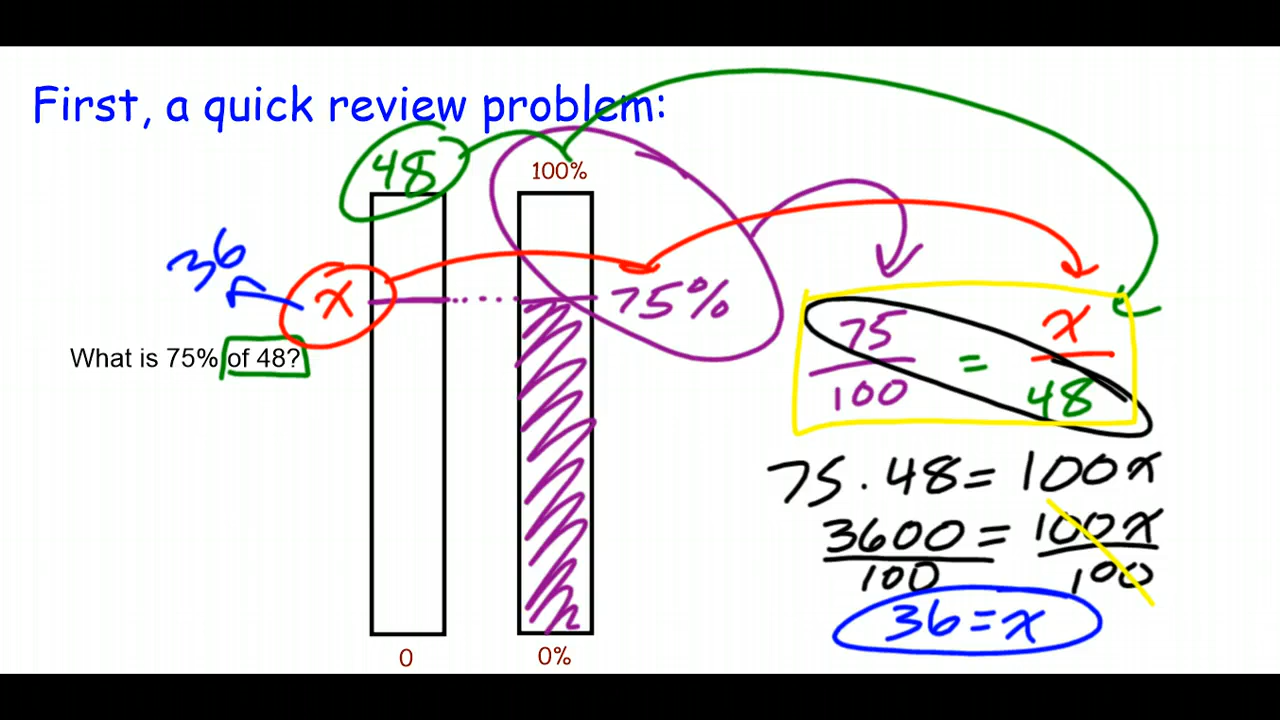 First, a quick review problem:
48
100%
36
x
75%
What is 75% of 48?
75/100 = x/48
75 · 48 = 100x
3600/100 = 100x/100
36 = x
0
0%